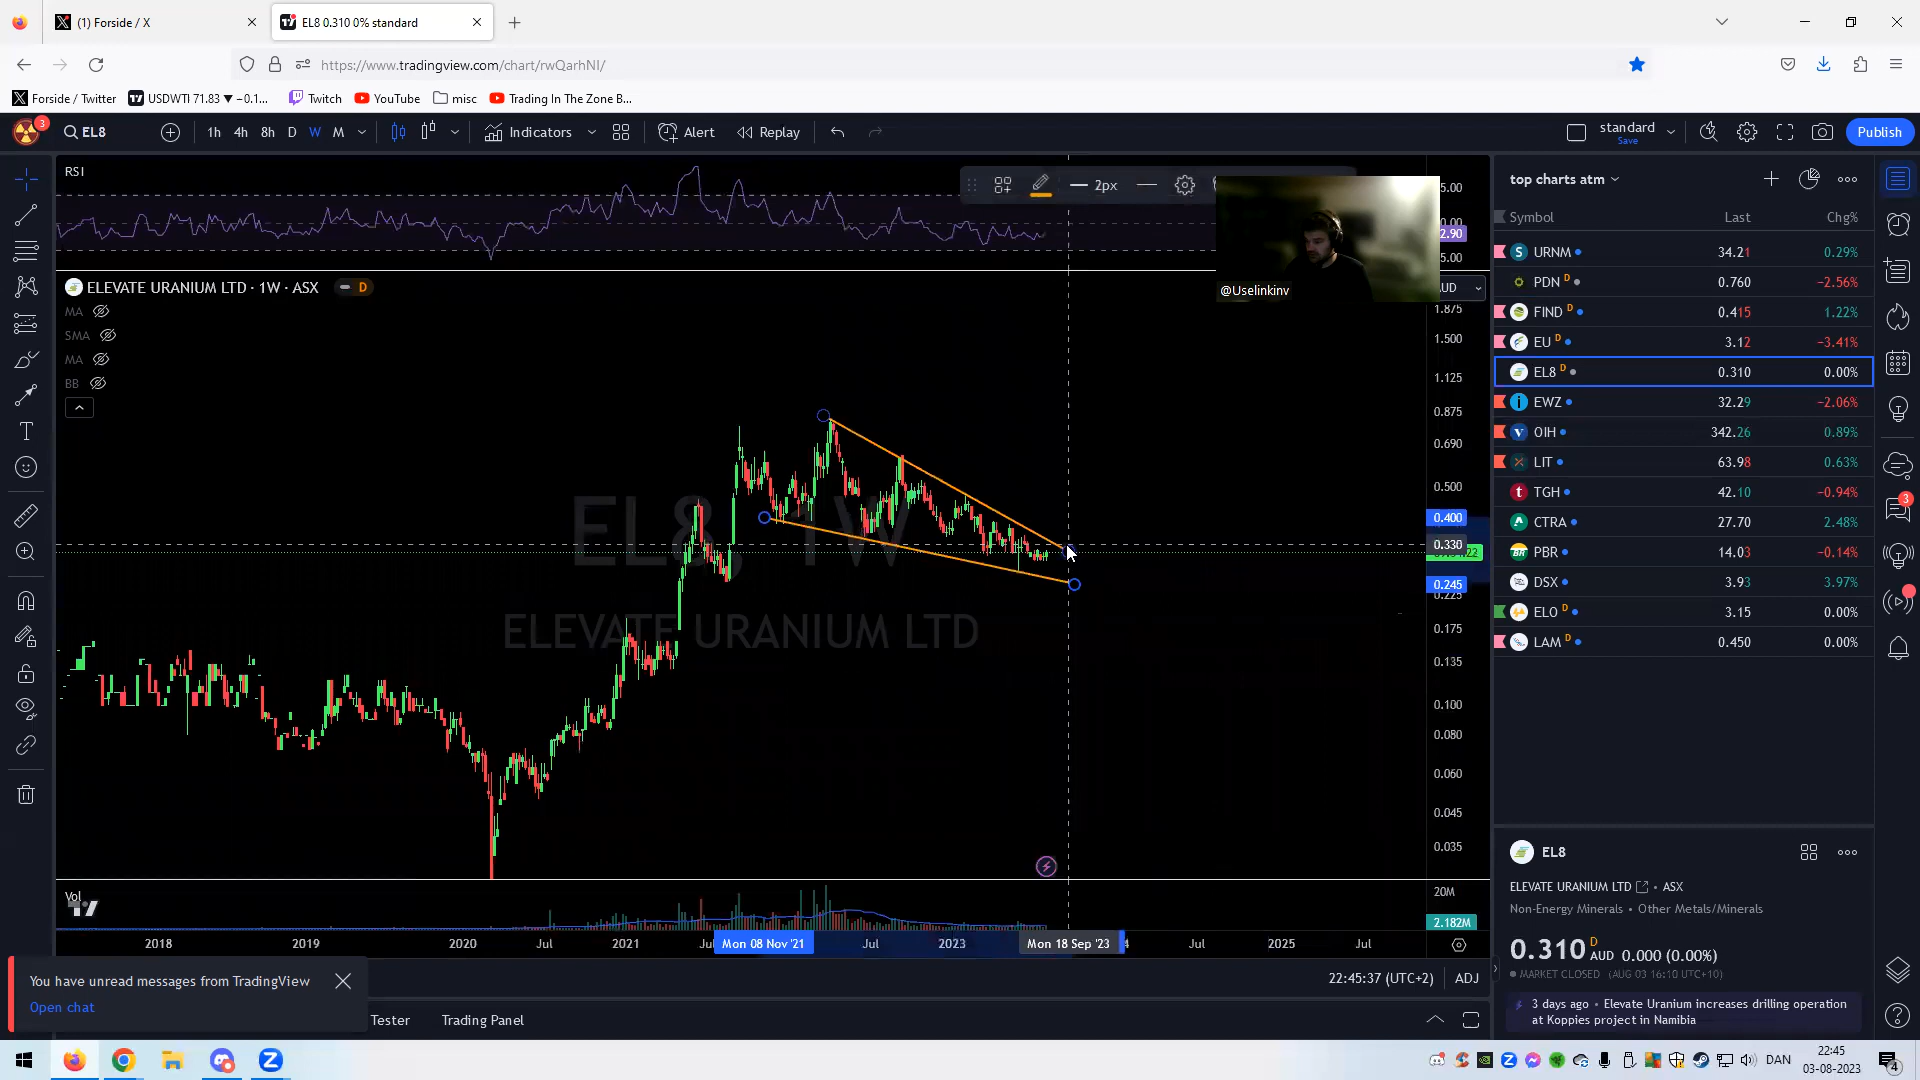 (1) Forside / X
EL8 0.310 0% standard
https://www.tradingview.com/chart/rwQarhNI/
Forside / Twitter
USDWTI 71.83 ▼ −0.1...
Twitch
YouTube
misc
Trading In The Zone B...
3
EL8
1h
4h
8h
D
W
M
Indicators
Alert
Replay
standard
Save
Publish
RSI
2px
@Uselinkinv
ELEVATE URANIUM LTD · 1W · ASX
D
MA
SMA
MA
BB
EL8, 1W
ELEVATE URANIUM LTD
1.875
1.500
1.125
0.875
0.690
0.500
0.400
0.330
0.245
0.225
0.175
0.135
0.100
0.080
0.060
0.045
0.035
Vol
20M
2.182M
2018
2019
2020
Jul
2021
Mon 08 Nov '21
Jul
2023
Mon 18 Sep '23
Jul
2025
Jul
22:45:37 (UTC+2)
ADJ
You have unread messages from TradingView
Open chat
Tester
Trading Panel
top charts atm
Symbol Last Chg%
URNM 34.21 0.29%
PDN D 0.760 −2.56%
FIND D 0.415 1.22%
EU D 3.12 −3.41%
EL8 D 0.310 0.00%
EWZ 32.29 −2.06%
OIH 342.26 0.89%
LIT 63.98 0.63%
TGH 42.10 −0.94%
CTRA 27.70 2.48%
PBR 14.03 −0.14%
DSX 3.93 3.97%
ELO D 3.15 0.00%
LAM D 0.450 0.00%
3
EL8
ELEVATE URANIUM LTD • ASX
Non-Energy Minerals • Other Metals/Minerals
0.310 D AUD 0.000 (0.00%)
MARKET CLOSED (AUG 03 16:10 UTC+10)
3 days ago • Elevate Uranium increases drilling operation
at Koppies project in Namibia
DAN
22:45
03-08-2023
4